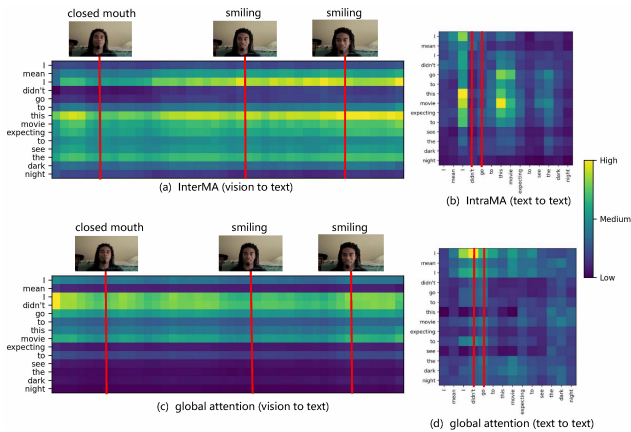 closed mouth
smiling
smiling
I
mean
I
didn't
go
to
this
movie
expecting
to
see
the
dark
night
(a) InterMA (vision to text)
I
mean
I
didn't
go
to
this
movie
expecting
to
see
the
dark
night
I
mean
I
didn't
go
to
this
movie
expecting
to
see
the
dark
night
(b) IntraMA (text to text)
High
Medium
Low
closed mouth
smiling
smiling
I
mean
I
didn't
go
to
this
movie
expecting
to
see
the
dark
night
(c) global attention (vision to text)
I
mean
I
didn't
go
to
this
movie
expecting
to
see
the
dark
night
I
mean
I
didn't
go
to
this
movie
expecting
to
see
the
dark
night
(d) global attention (text to text)